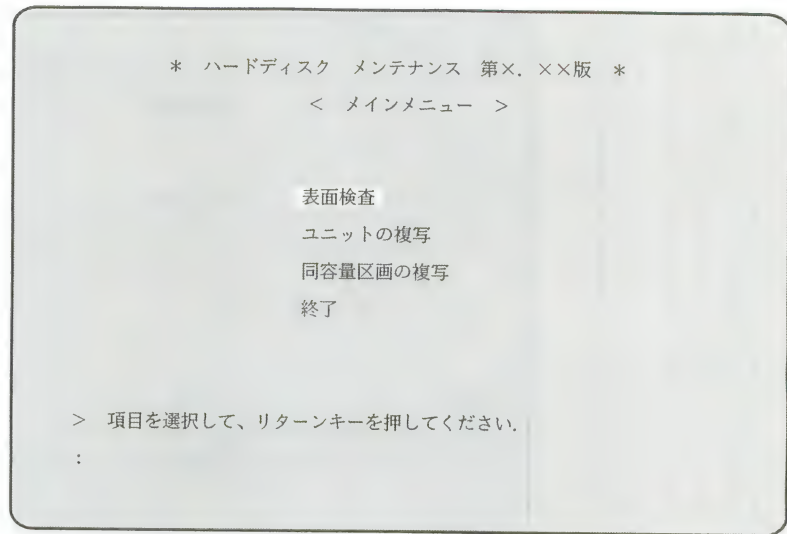 ＊ ハードディスク メンテナンス 第×．××版 ＊
＜ メインメニュー ＞
表面検査
ユニットの複写
同容量区画の複写
終了
＞ 項目を選択して、リターンキーを押してください．
：